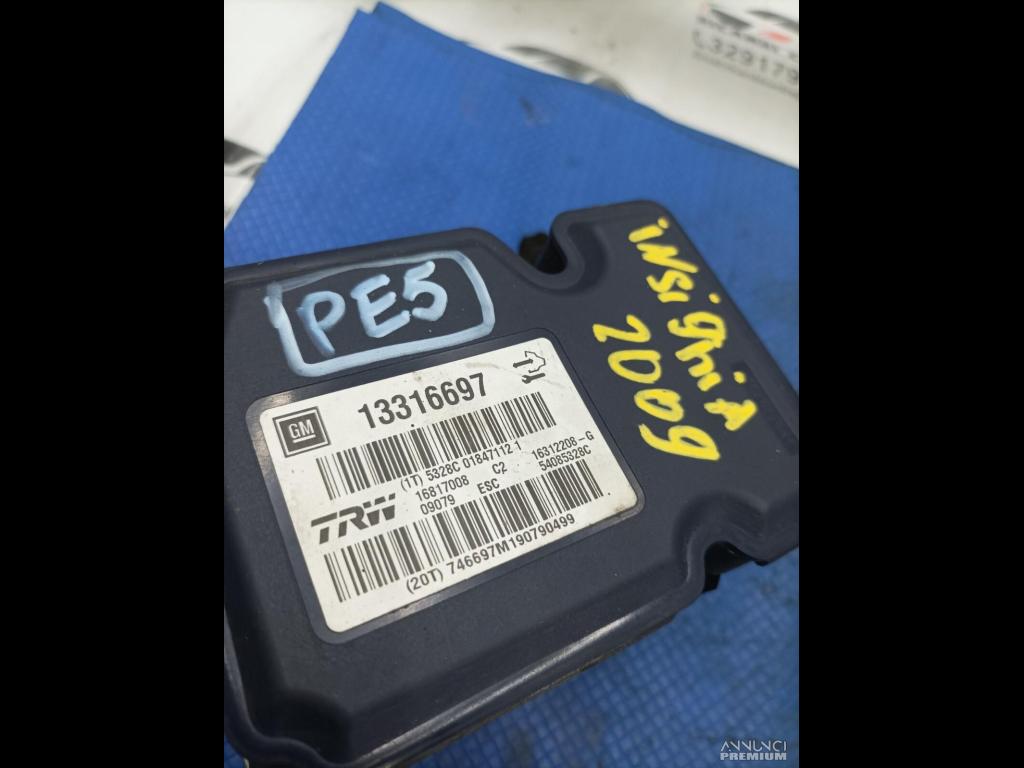 L329179
PE5
iNSigNiA
2009
GM
13316697
(1T) 5328C 01847112 1
16817008 C2 16312208-G
09079 ESC 54085328C
TRW
(20T) 746697M190790499
ANNUNCI
PREMIUM